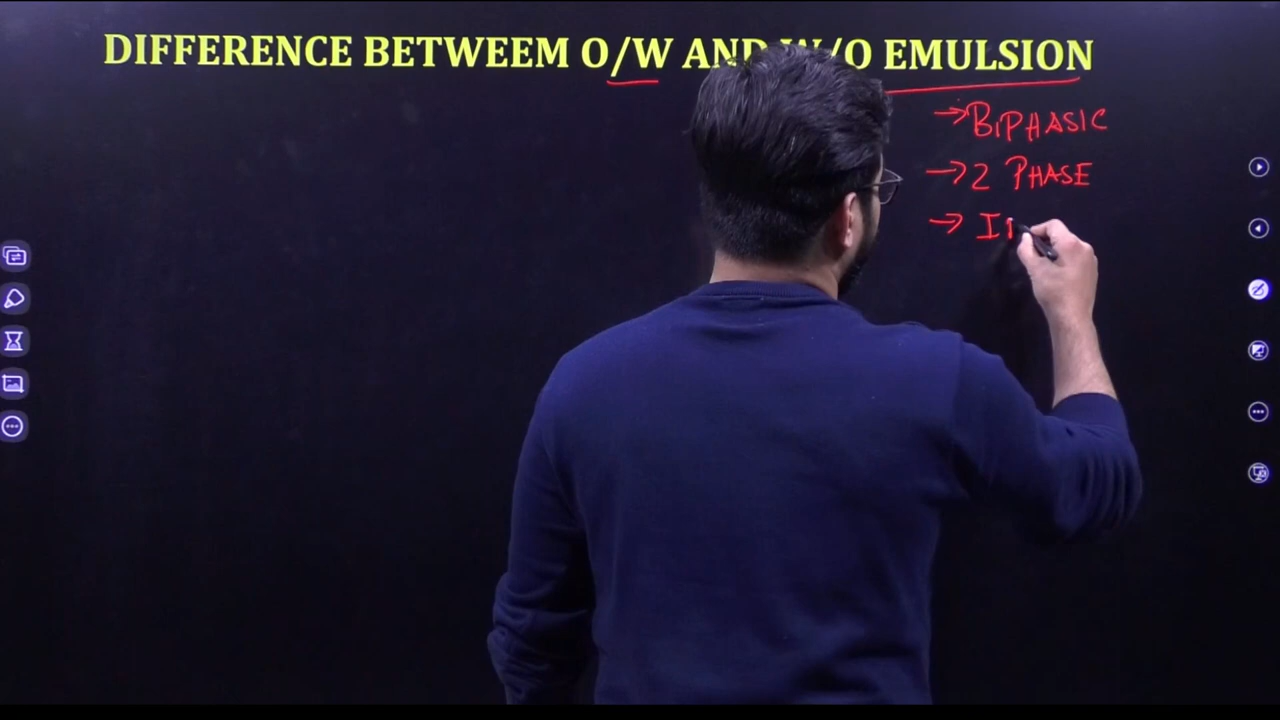 DIFFERENCE BETWEEM O/W AND W/O EMULSION
→BIPHASIC
→2 PHASE
→